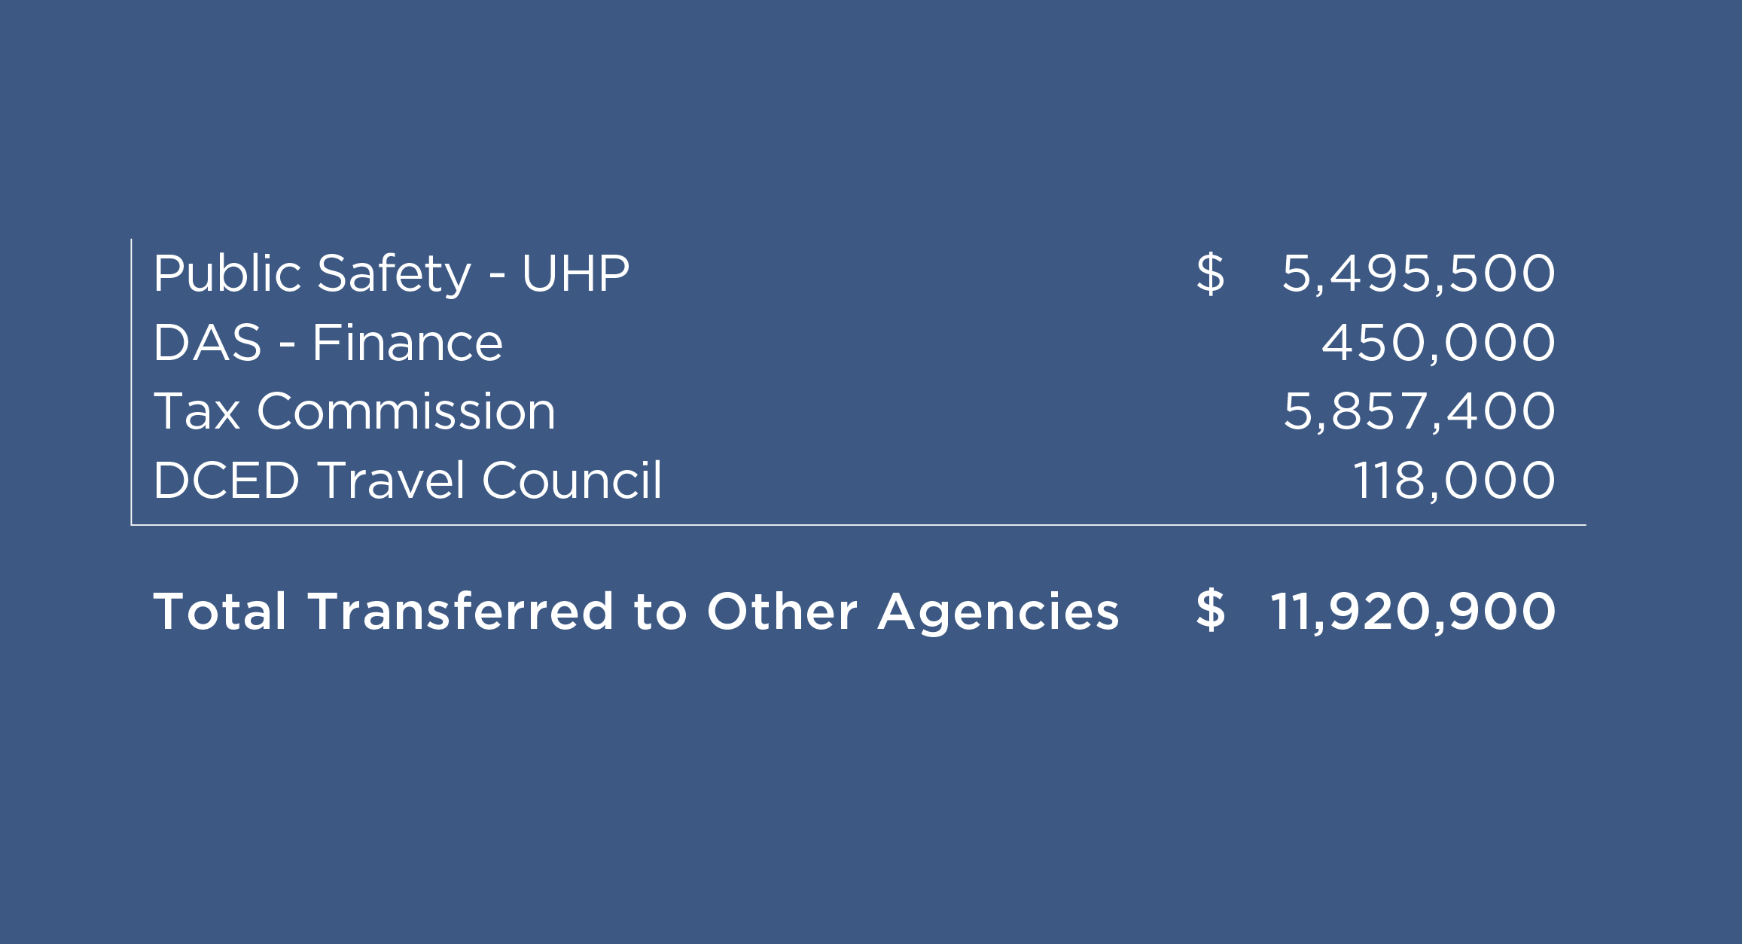 Public Safety - UHP $ 5,495,500
DAS - Finance 450,000
Tax Commission 5,857,400
DCED Travel Council 118,000
Total Transferred to Other Agencies $ 11,920,900